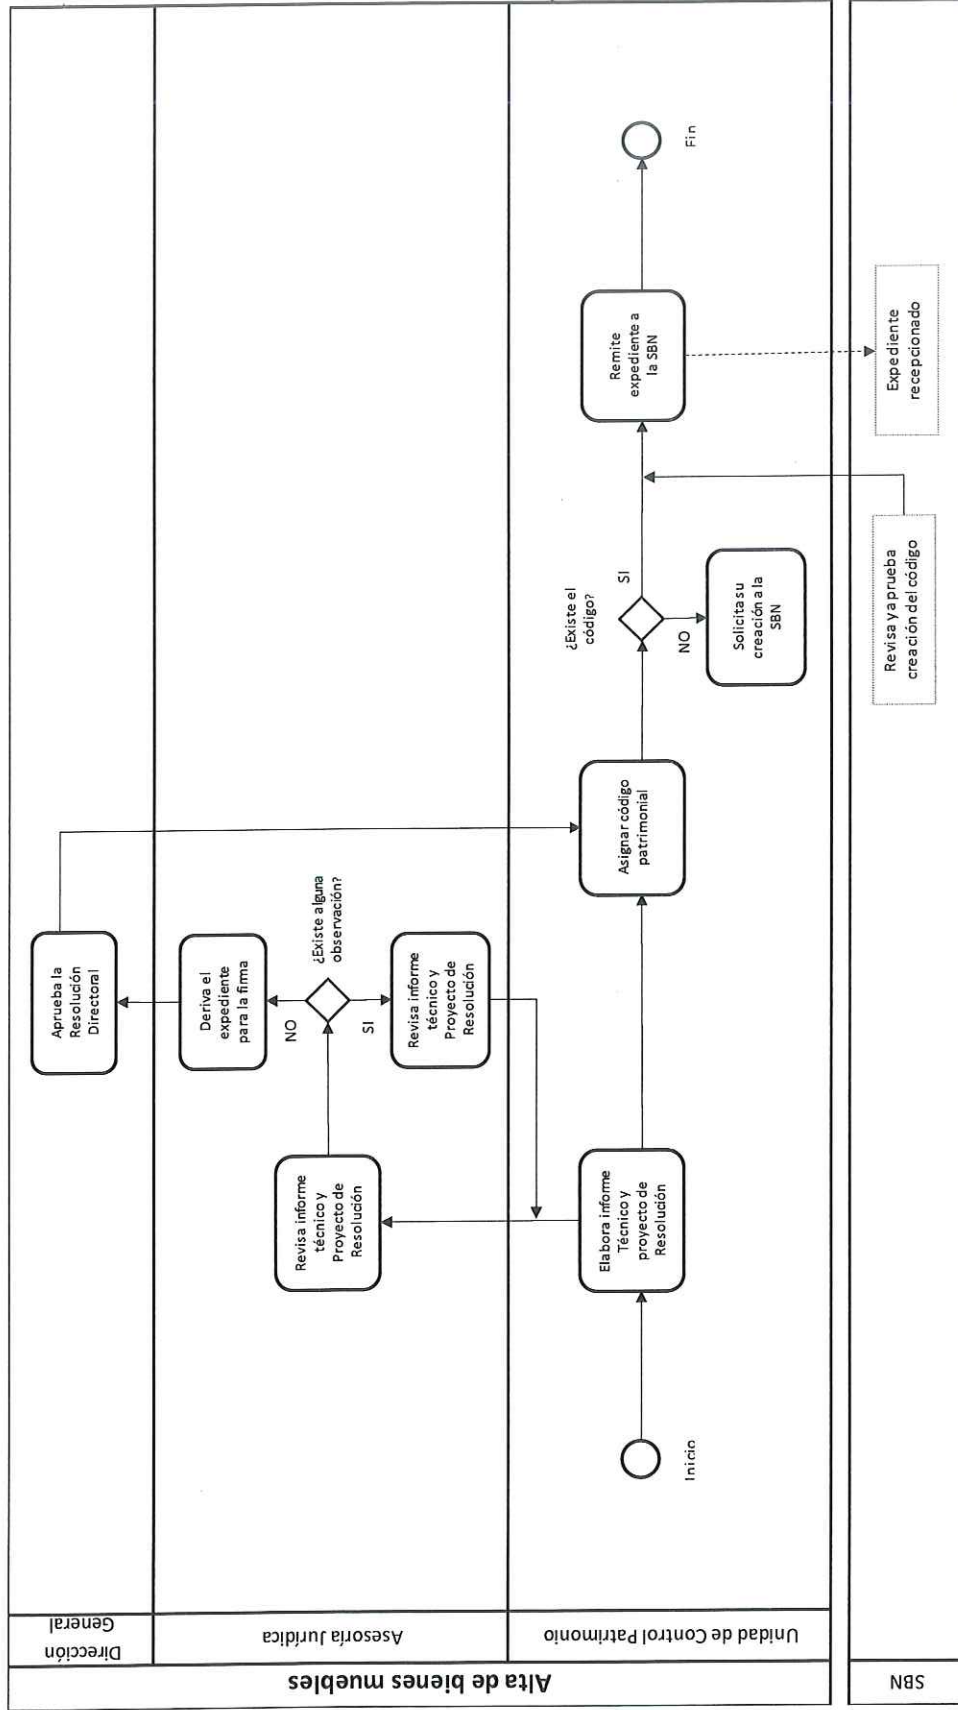 Alta de bienes muebles
Dirección
General
Aprueba la
Resolución
Directoral
Asesoría Jurídica
Revisa informe
técnico y
Proyecto de
Resolución
¿Existe alguna
observación?
NO
SI
Deriva el
expediente
para la firma
Revisa informe
técnico y
Proyecto de
Resolución
Unidad de Control Patrimonio
Inicio
Elabora informe
Técnico y
proyecto de
Resolución
Asignar código
patrimonial
¿Existe el
código?
SI
NO
Solicita su
creación a la
SBN
Remite
expediente a
la SBN
Fin
SBN
Revisa ya prueba
creación del código
Expediente
recepcionado